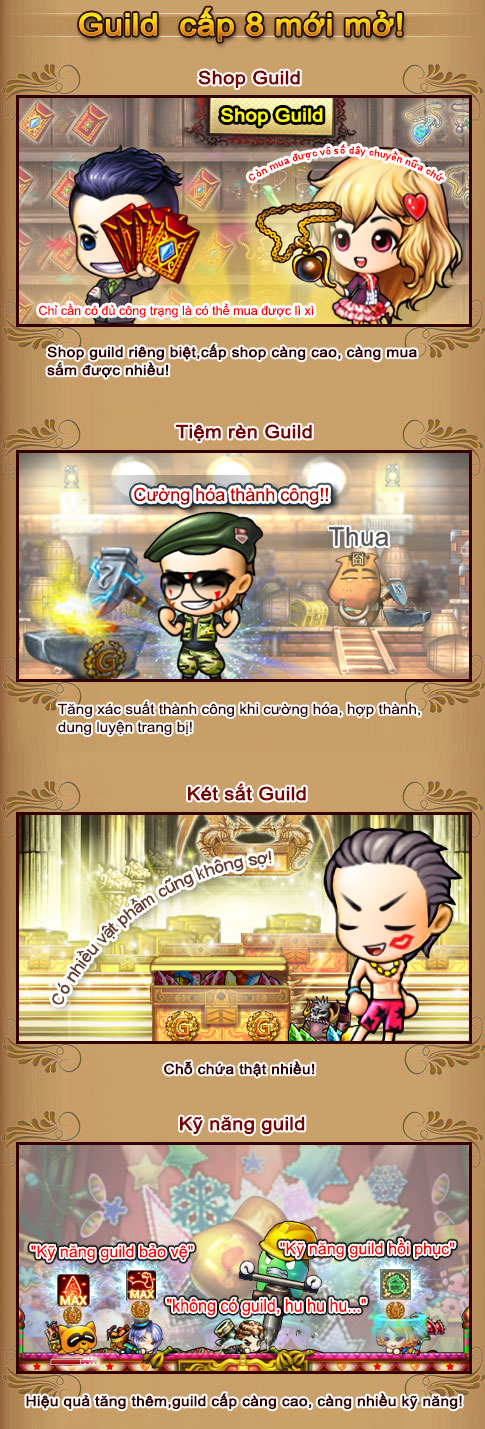 Guild cấp 8 mới mở!
Shop Guild
Shop Guild
Còn mua được vô số dây chuyền nữa chứ
Chỉ cần có đủ công trạng là có thể mua được lì xì
Shop guild riêng biệt,cấp shop càng cao, càng mua
sắm được nhiều!
Tiệm rèn Guild
Cường hóa thành công!!
Thua
囧
G
Tăng xác suất thành công khi cường hóa, hợp thành,
dung luyện trang bị!
Két sắt Guild
Có nhiều vật phẩm cũng không sợ!
G
G
Chỗ chứa thật nhiều!
Kỹ năng guild
"Kỹ năng guild bảo vệ"
"Kỹ năng guild hồi phục"
MAX
MAX
"không có guild, hu hu hu..."
Hiệu quả tăng thêm,guild cấp càng cao, càng nhiều kỹ năng!